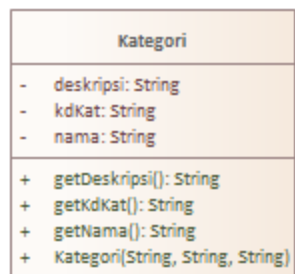 Kategori
- deskripsi: String
- kdKat: String
- nama: String
+ getDeskripsi(): String
+ getKdKat(): String
+ getNama(): String
+ Kategori(String, String, String)